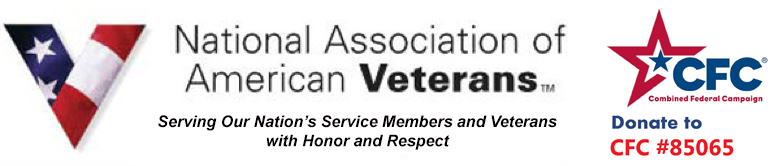 National Association of
American Veterans™
Serving Our Nation's Service Members and Veterans
with Honor and Respect
CFC®
Combined Federal Campaign
Donate to
CFC #85065